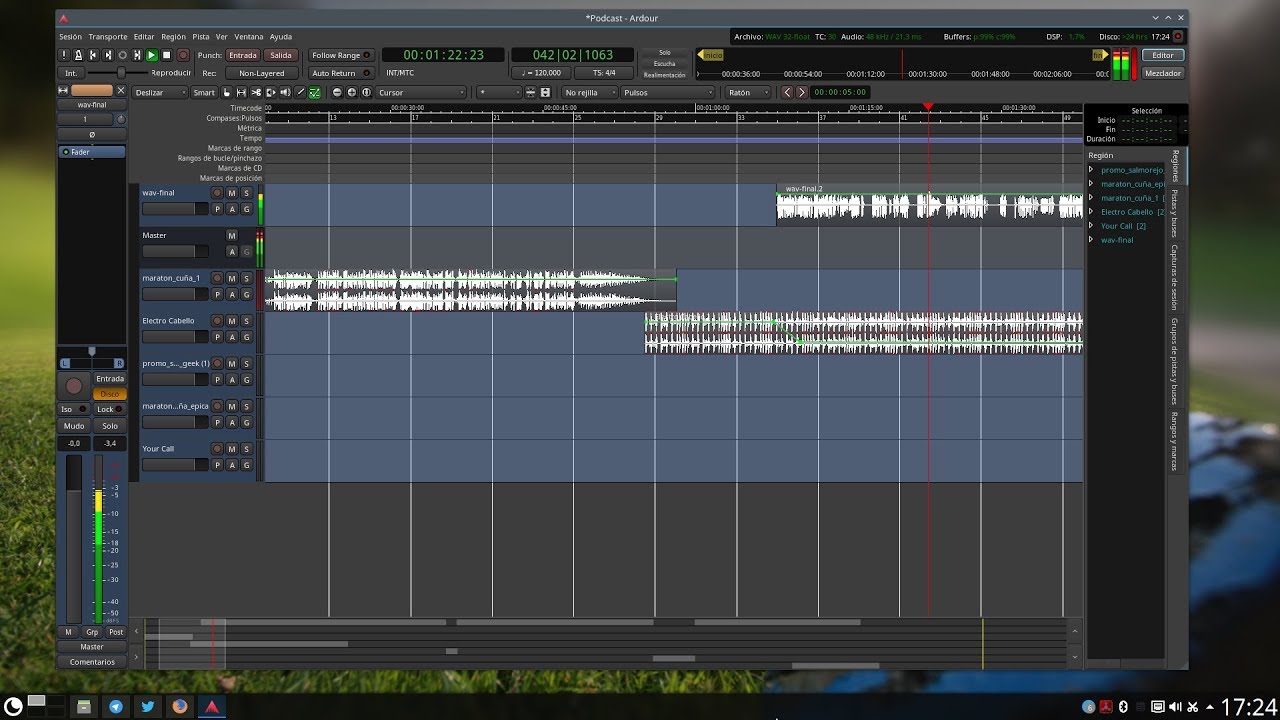 *Podcast - Ardour
Sesión Transporte Editar Región Pista Ver Ventana Ayuda
Archivo: WAV 32-float TC: 30 Audio: 48 kHz / 21,3 ms Buffers: p:99% c:99% DSP: 1,7% Disco: >24 hrs 17:24
Punch: Entrada Salida
Follow Range
00:01:22:23
042|02|1063
Solo
Escucha
Realimentación
Inicio
fin
Editor
Int. Reproducir
Rec: Non-Layered
Auto Return
INT/MTC
♩ = 120,000
TS: 4/4
00:00:36:00 00:00:54:00 00:01:12:00 00:01:30:00 00:01:48:00 00:02:06:00
Mezclador
Deslizar Smart Cursor * No rejilla Pulsos Ratón 00:00:05:00
wav-final
1
Ø
Fader
Timecode
00:00:30:00 00:00:45:00 00:01:00:00 00:01:15:00 00:01:30:00
Compases:Pulsos
13 17 21 25 29 33 37 41 45 49
Métrica
Tempo
Marcas de rango
Rangos de bucle/pinchazo
Marcas de CD
Marcas de posición
Selección
Inicio --:--:--:--
Fin --:--:--:--
Duración --:--:--:--
Región
promo_salmorejo_
maraton_cuña_epi
maraton_cuña_1 [
Electro Cabello [2
Your Call [2]
wav-final
Regiones
Pistas y buses
Capturas de sesión
Grupos de pistas y buses
Rangos y marcas
wav-final M S
P A G
wav-final.2
Master M
A G
maraton_cuña_1 M S
P A G
Electro Cabello M S
P A G
promo_s..._geek (1) M S
P A G
maraton...ña_epica M S
P A G
Your Call M S
P A G
L R
Entrada
Disco
Iso Lock
Mudo Solo
-0,0 -3,4
-3
-5
-10
-15
-18
-20
-25
-30
-40
-50
dBFS
M Grp Post
Master
Comentarios
17:24